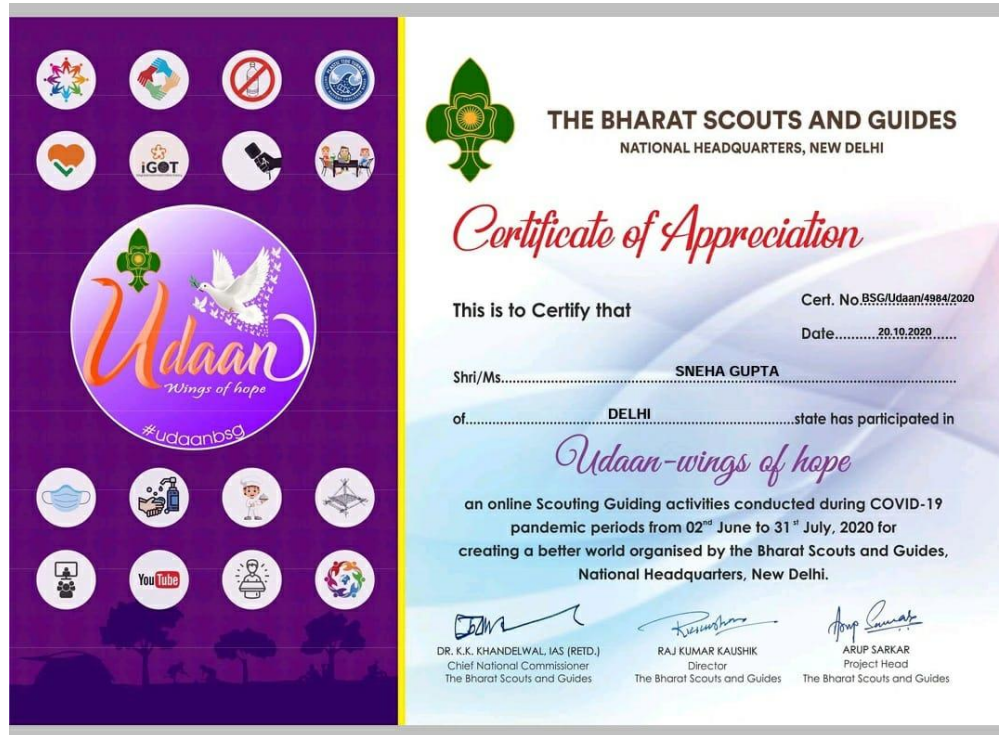 iGOT
Udaan
Wings of hope
#udaanbsg
You Tube
THE BHARAT SCOUTS AND GUIDES
NATIONAL HEADQUARTERS, NEW DELHI
Certificate of Appreciation
This is to Certify that
Cert. No.BSG/Udaan/4984/2020
Date.............20.10.2020.......
Shri/Ms.........SNEHA GUPTA.........
of.........DELHI.........state has participated in
Udaan-wings of hope
an online Scouting Guiding activities conducted during COVID-19
pandemic periods from 02nd June to 31st July, 2020 for
creating a better world organised by the Bharat Scouts and Guides,
National Headquarters, New Delhi.
DR. K.K. KHANDELWAL, IAS (RETD.)
Chief National Commissioner
The Bharat Scouts and Guides
RAJ KUMAR KAUSHIK
Director
The Bharat Scouts and Guides
Arup Sarkar
ARUP SARKAR
Project Head
The Bharat Scouts and Guides